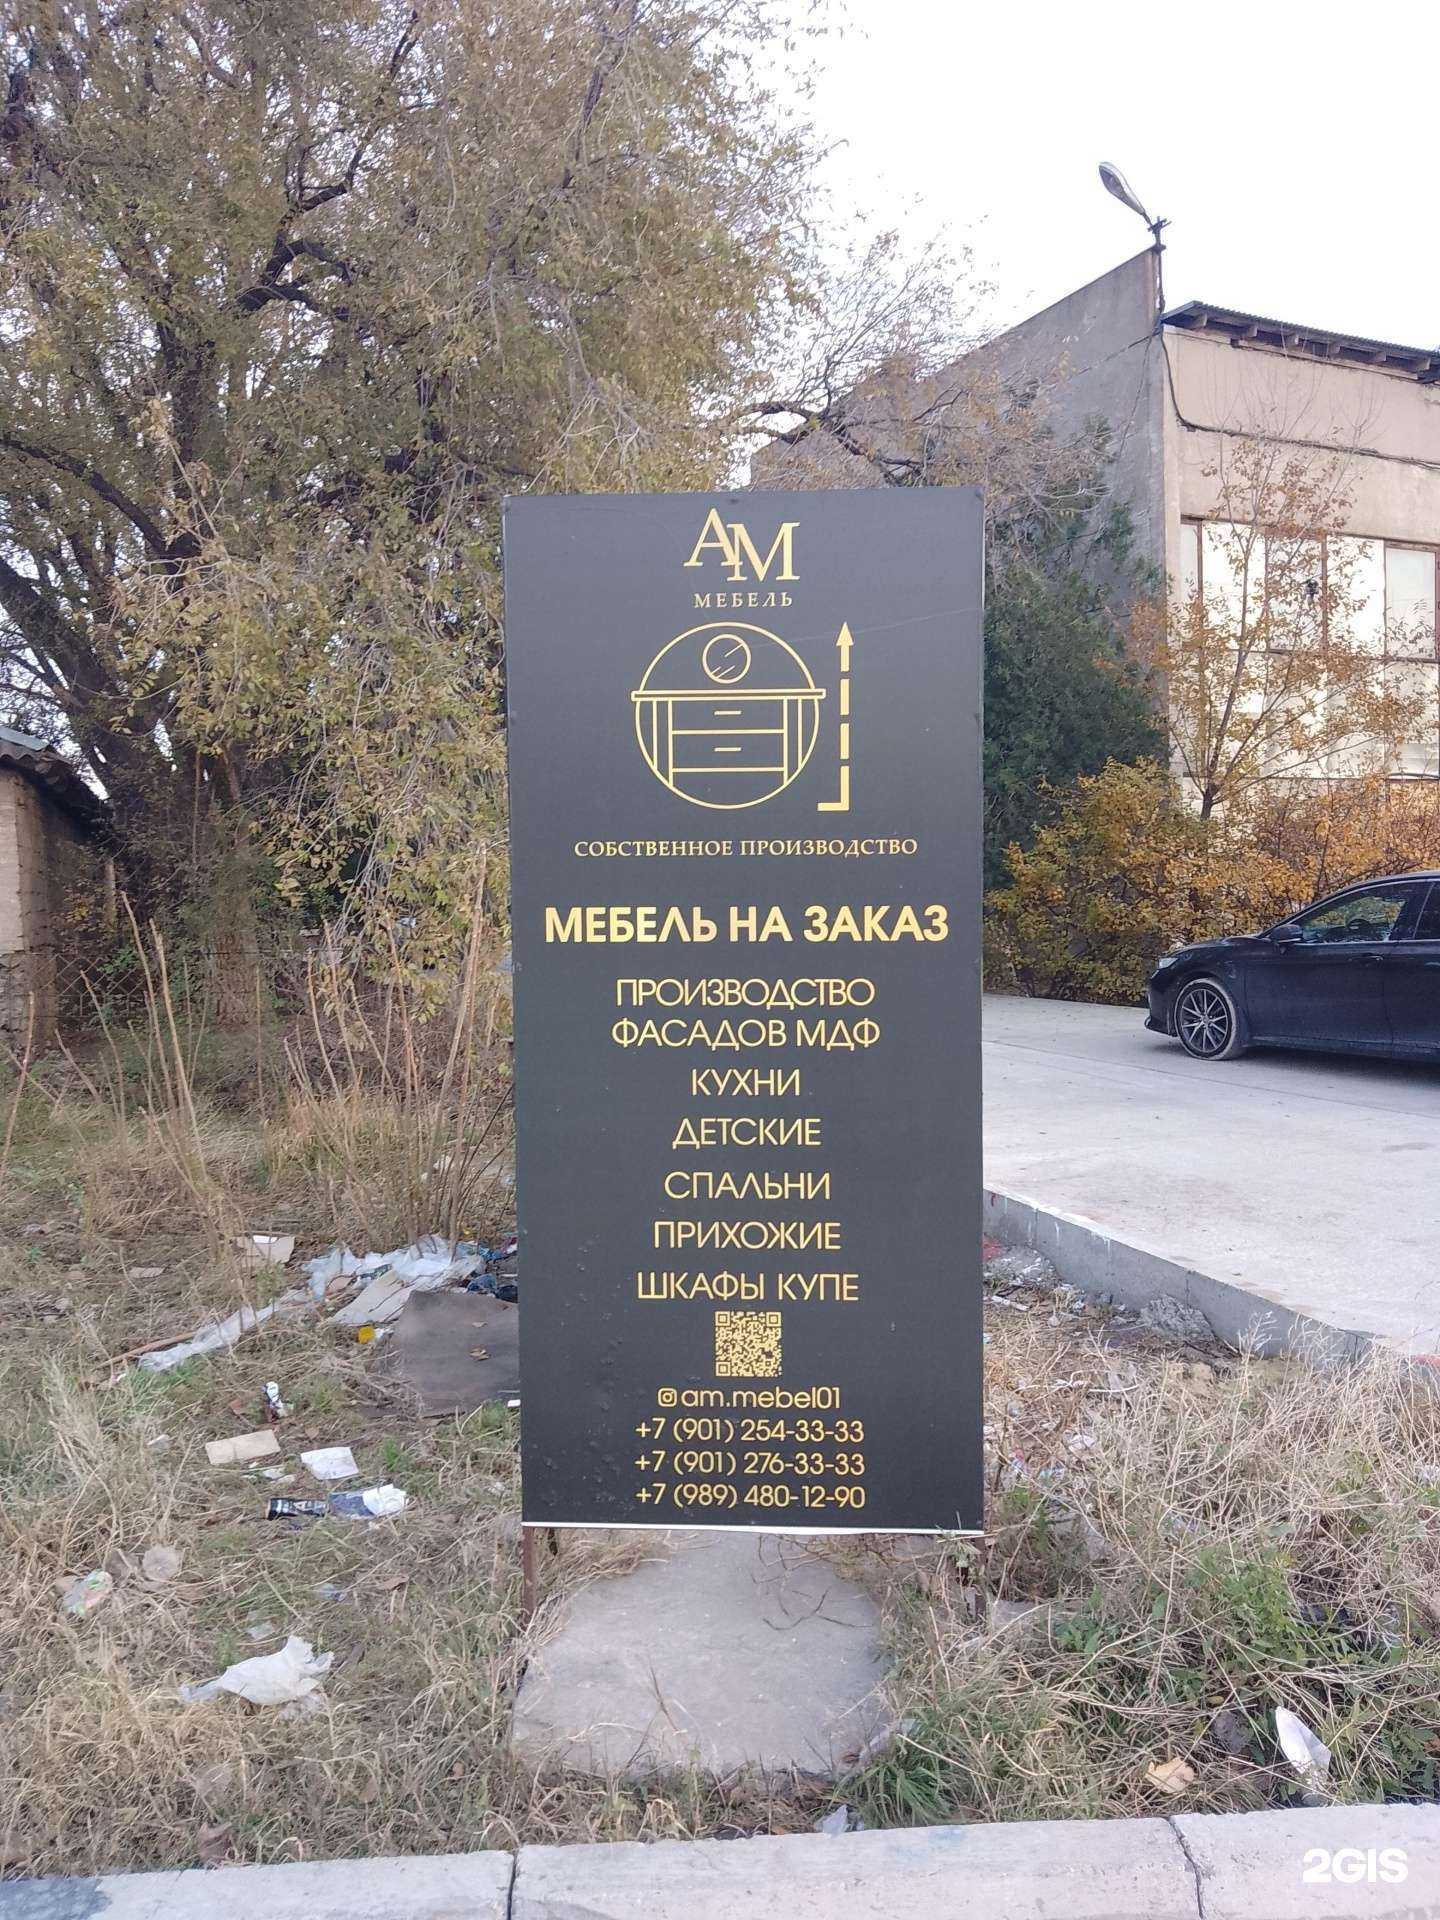 АМ
МЕБЕЛЬ
СОБСТВЕННОЕ ПРОИЗВОДСТВО
МЕБЕЛЬ НА ЗАКАЗ
ПРОИЗВОДСТВО
ФАСАДОВ МДФ
КУХНИ
ДЕТСКИЕ
СПАЛЬНИ
ПРИХОЖИЕ
ШКАФЫ КУПЕ
am.mebel01
+7 (901) 254-33-33
+7 (901) 276-33-33
+7 (989) 480-12-90
2GIS